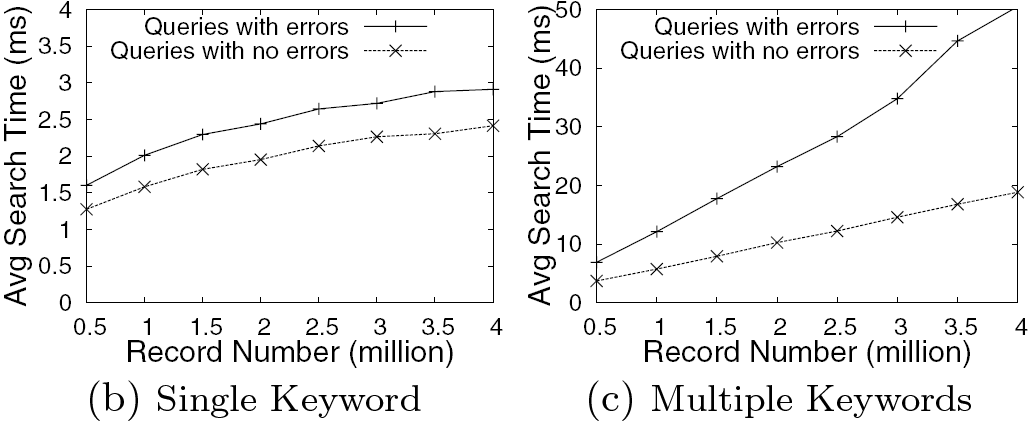 Avg Search Time (ms)
4
3.5
3
2.5
2
1.5
1
0.5
0
Queries with errors
Queries with no errors
0.5 1 1.5 2 2.5 3 3.5 4
Record Number (million)
(b) Single Keyword
Avg Search Time (ms)
50
40
30
20
10
0
Queries with errors
Queries with no errors
0.5 1 1.5 2 2.5 3 3.5 4
Record Number (million)
(c) Multiple Keywords